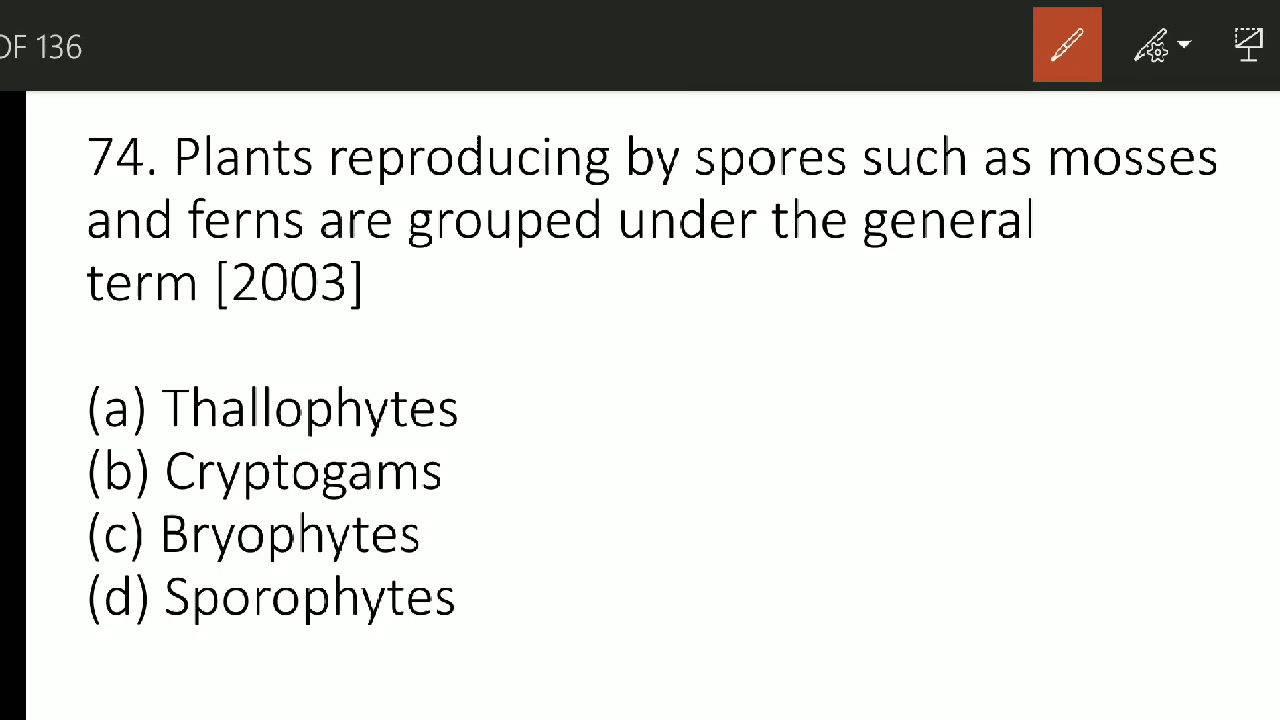 OF 136
74. Plants reproducing by spores such as mosses
and ferns are grouped under the general
term [2003]
(a) Thallophytes
(b) Cryptogams
(c) Bryophytes
(d) Sporophytes